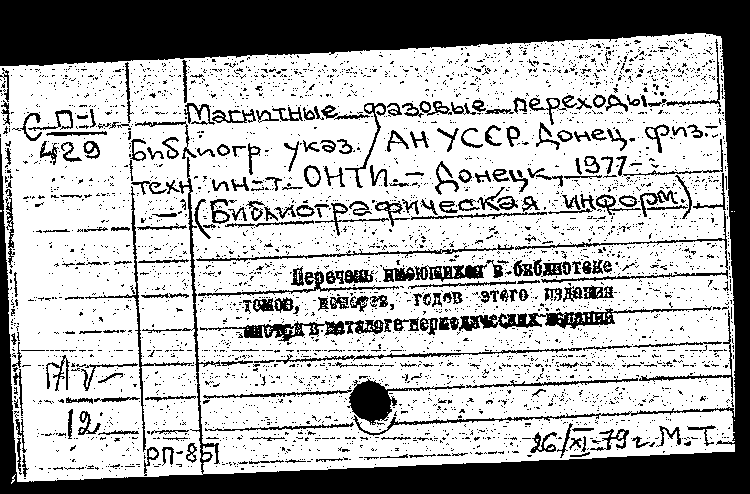 С П-1
429
Магнитные фазовые переходы:
библиогр. указ. / АН УССР. Донец. физ.-
техн. ин-т. ОНТИ. – Донецк, 1977-
– (Библиографическая информ.).
Перечень имеющихся в библиотеке
томов, номеров, годов этого издания
смотри в каталоге периодических изданий
12
РП-851
26/XI-79 г. М. Т.